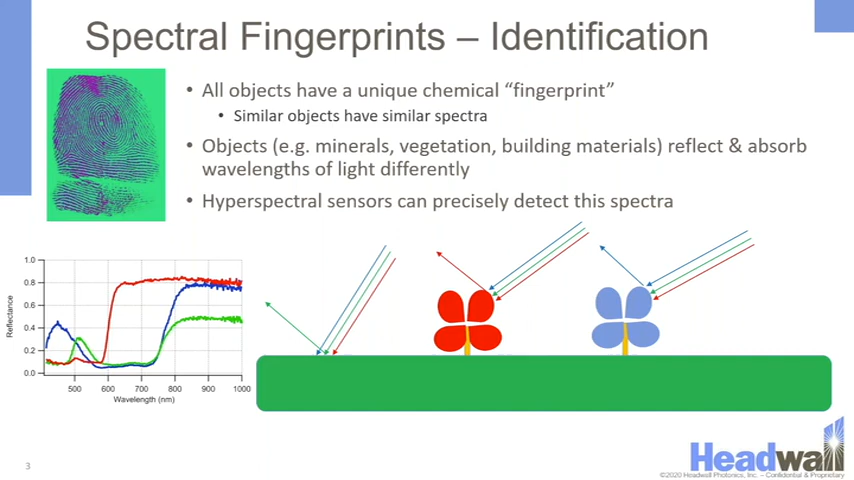 Spectral Fingerprints – Identification
• All objects have a unique chemical “fingerprint”
• Similar objects have similar spectra
• Objects (e.g. minerals, vegetation, building materials) reflect & absorb
wavelengths of light differently
• Hyperspectral sensors can precisely detect this spectra
Reflectance
1.0
0.8
0.6
0.4
0.2
0.0
500 600 700 800 900 1000
Wavelength (nm)
3
Headwall
©2020 Headwall Photonics, Inc. – Confidential & Proprietary